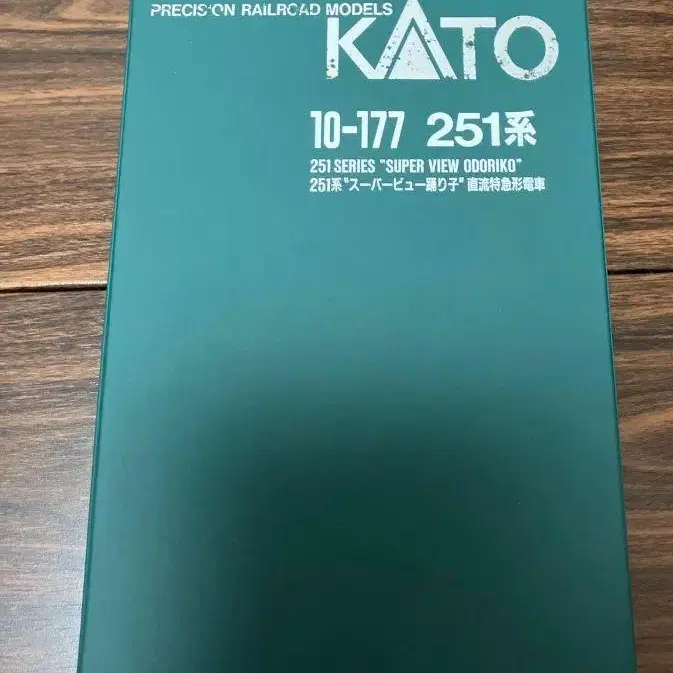 PRECISION RAILROAD MODELS
KATO
10-177 251系
251 SERIES "SUPER VIEW ODORIKO"
251系"スーパービュー踊り子"直流特急形電車